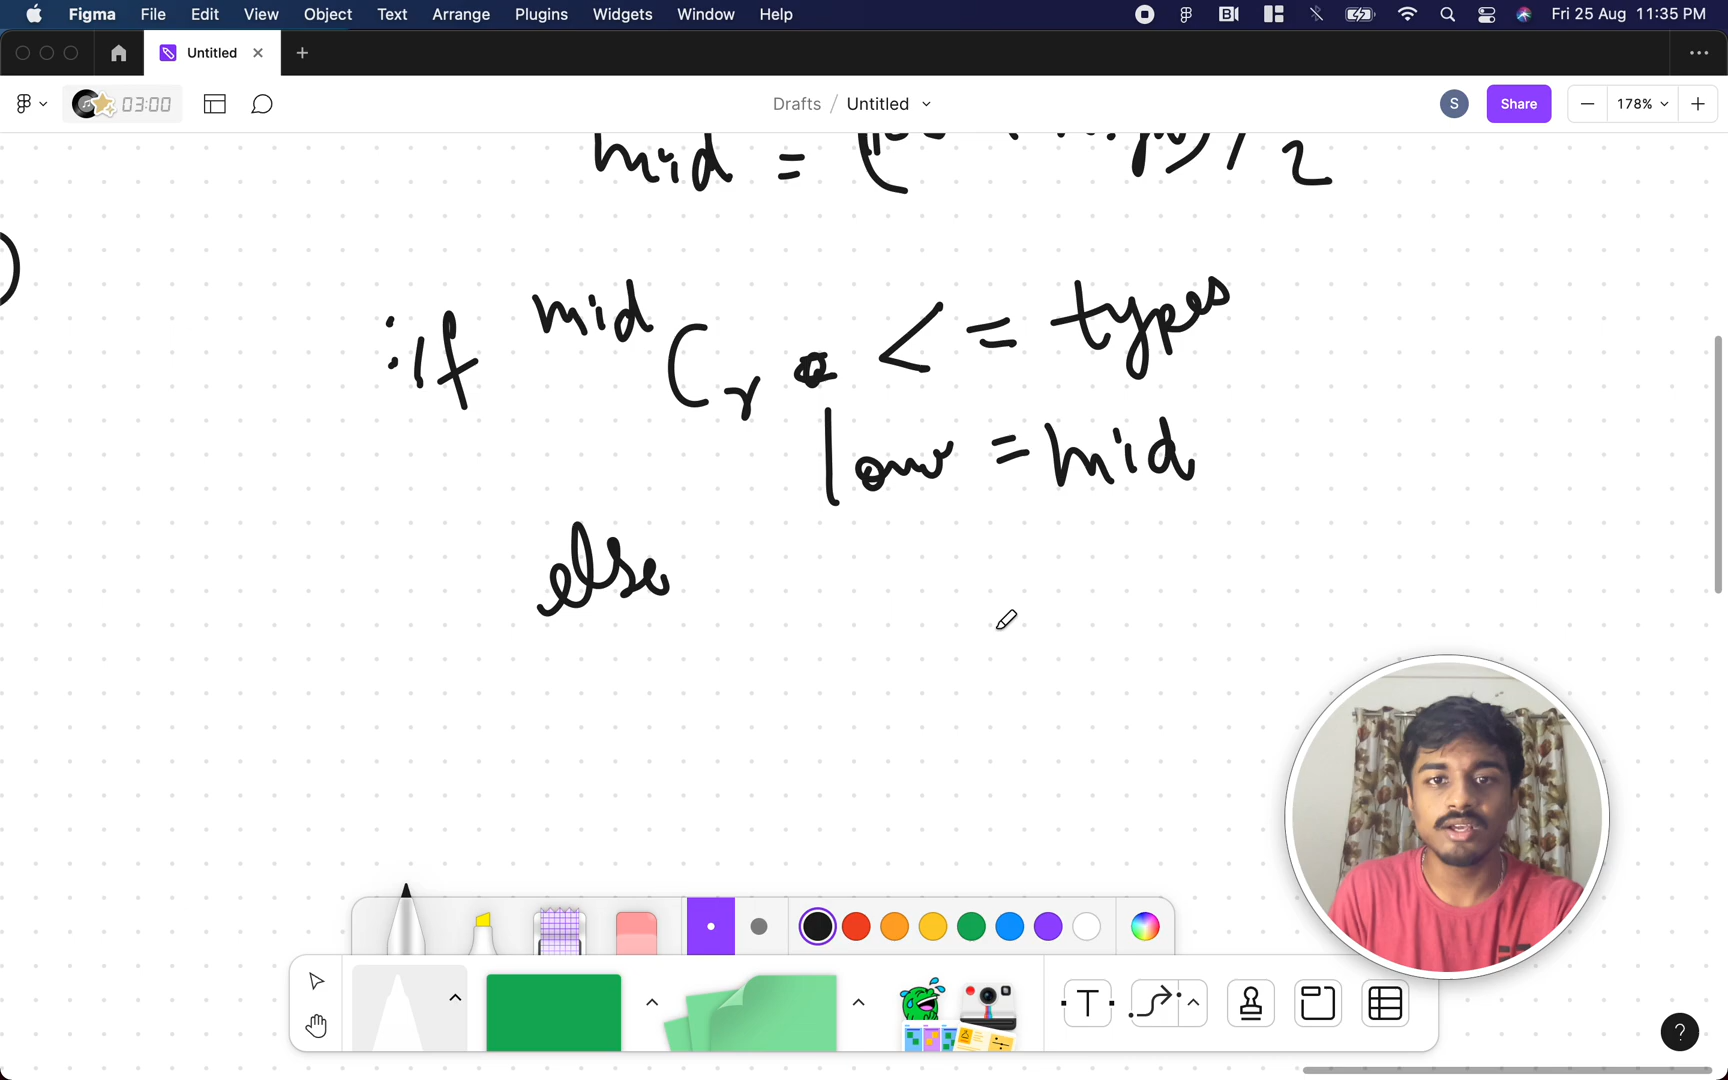 Figma File Edit View Object Text Arrange Plugins Widgets Window Help Fri 25 Aug 11:35 PM
Untitled
03:00 Drafts / Untitled S Share 178%
mid = / 2
if mid C r <= types
low = mid
else
T
?